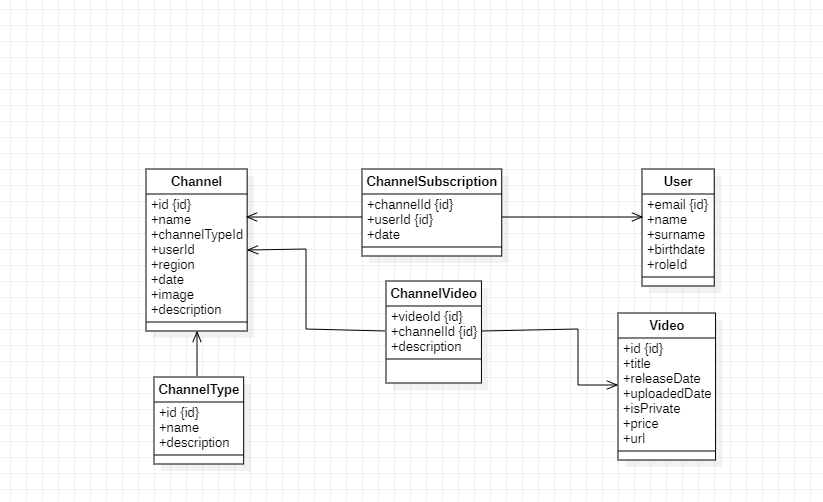 Channel
+id {id}
+name
+channelTypeId
+userId
+region
+date
+image
+description
ChannelSubscription
+channelId {id}
+userId {id}
+date
User
+email {id}
+name
+surname
+birthdate
+roleId
ChannelVideo
+videoId {id}
+channelId {id}
+description
Video
+id {id}
+title
+releaseDate
+uploadedDate
+isPrivate
+price
+url
ChannelType
+id {id}
+name
+description